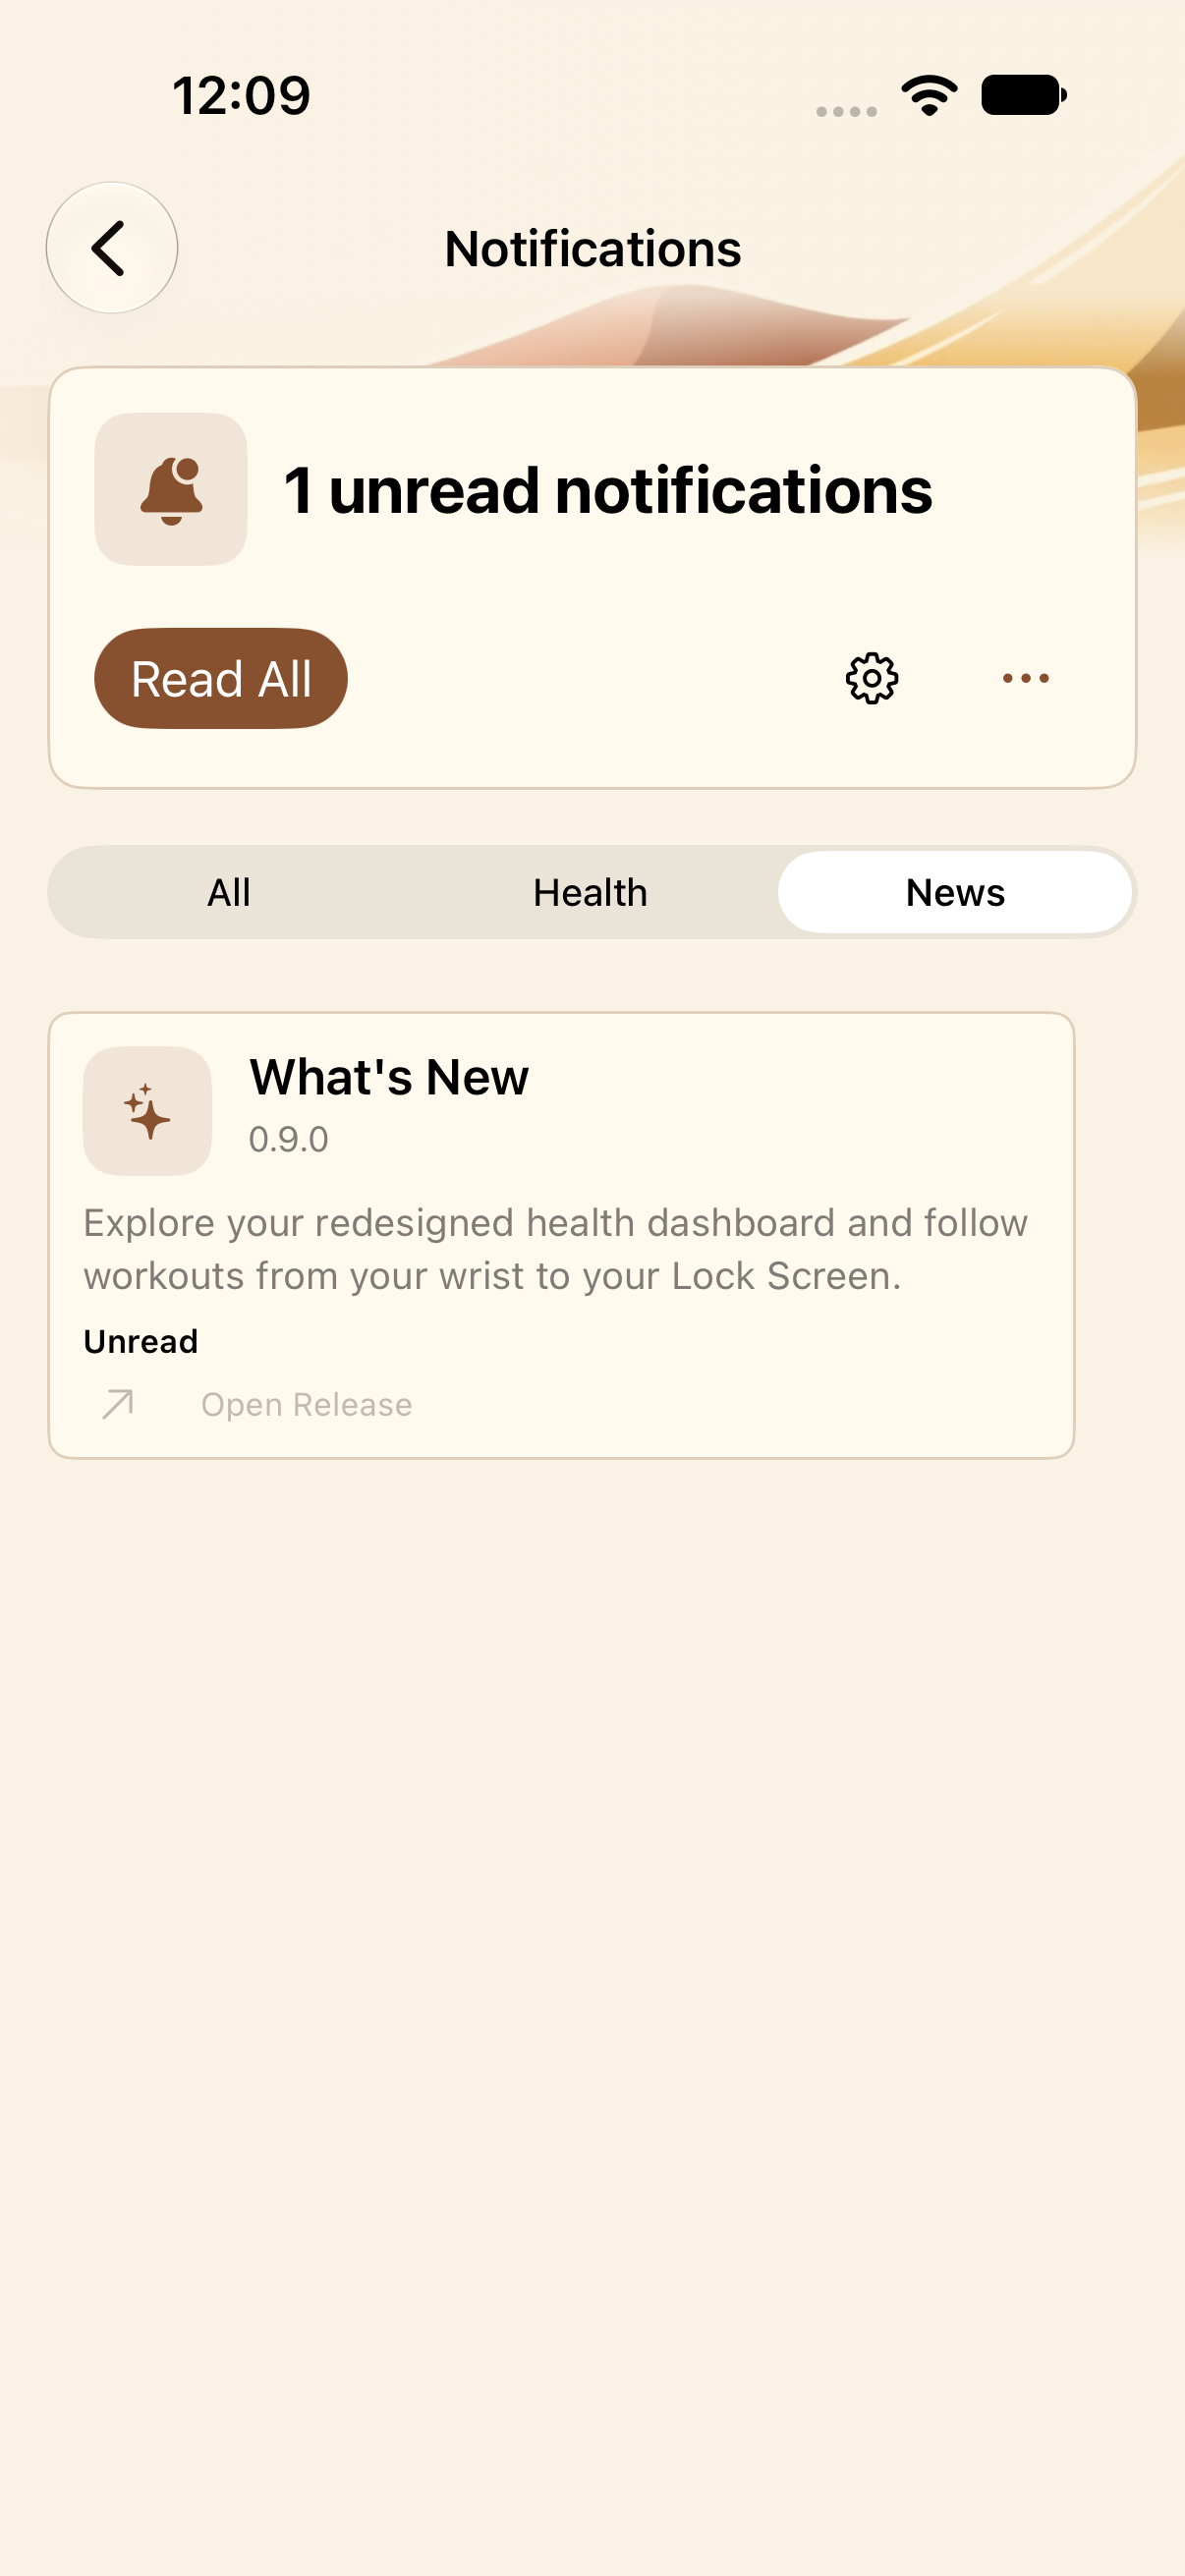 12:09
Notifications
1 unread notifications
Read All
All
Health
News
What's New
0.9.0
Explore your redesigned health dashboard and follow
workouts from your wrist to your Lock Screen.
Unread
Open Release